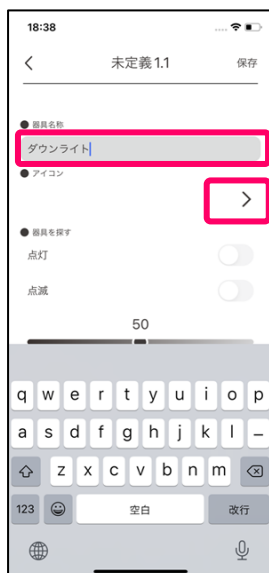 18:38
未定義1.1 保存
● 器具名称
ダウンライト
● アイコン
● 器具を探す
点灯
点滅
50
q w e r t y u i o p
a s d f g h j k l _
z x c v b n m
123 空白 改行